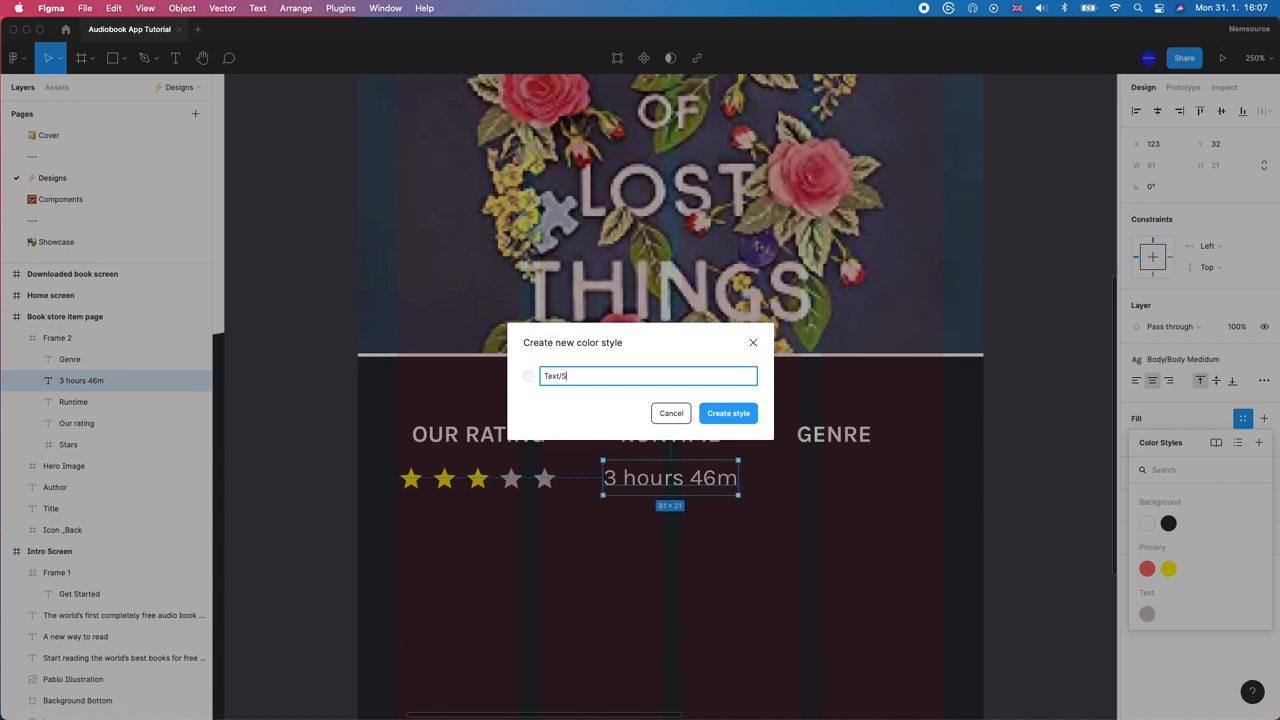 Figma File Edit View Object Vector Text Arrange Plugins Window Help Mon 31. 1. 16:07
Audiobook App Tutorial Memsource
Share 250%
Layers Assets ⚡ Designs
Pages
Cover
---
⚡ Designs
Components
---
Showcase
Downloaded book screen
Home screen
Book store item page
Frame 2
Genre
3 hours 46m
Runtime
Our rating
Stars
Hero Image
Author
Title
Icon _Back
Intro Screen
Frame 1
Get Started
The world's first completely free audio book ...
A new way to read
Start reading the world's best books for free ...
Pablo Illustration
Background Bottom
OF
LOST
THINGS
Create new color style
Text/S
Cancel
Create style
OUR RATING RUNTIME GENRE
3 hours 46m
81 × 21
Design Prototype Inspect
X 123 Y 32
W 81 H 21
0°
Constraints
Left
Top
Layer
Pass through 100%
Ag Body/Body Medidum
Fill
Color Styles
Search
Background
Primary
Text
?